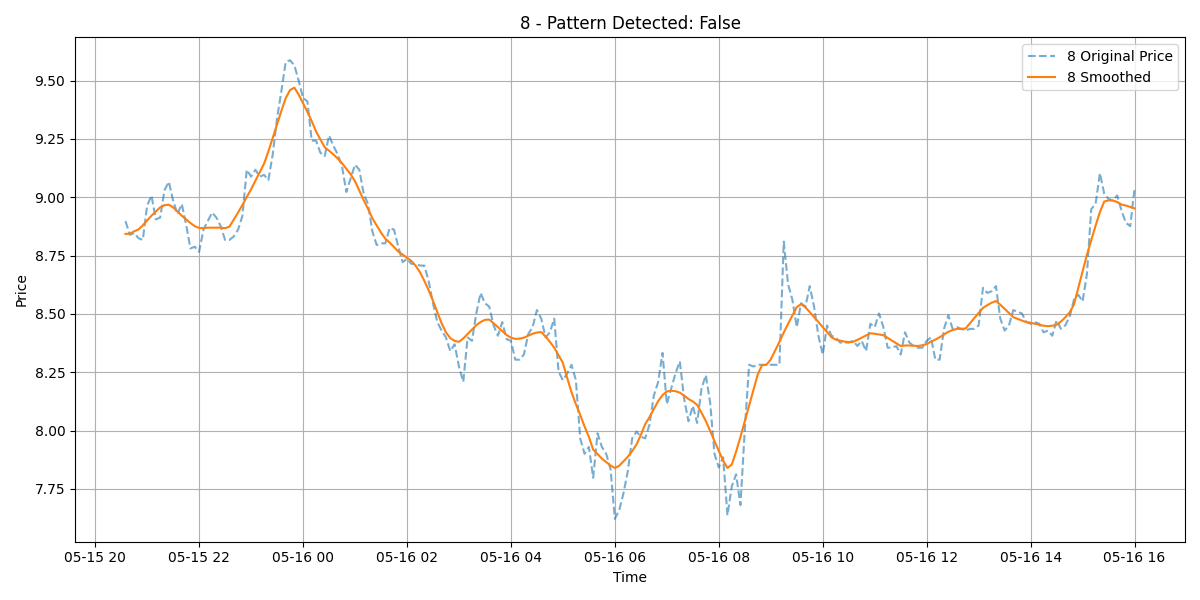 8 - Pattern Detected: False
8 Original Price
8 Smoothed
Price
9.50
9.25
9.00
8.75
8.50
8.25
8.00
7.75
05-15 20 05-15 22 05-16 00 05-16 02 05-16 04 05-16 06 05-16 08 05-16 10 05-16 12 05-16 14 05-16 16
Time